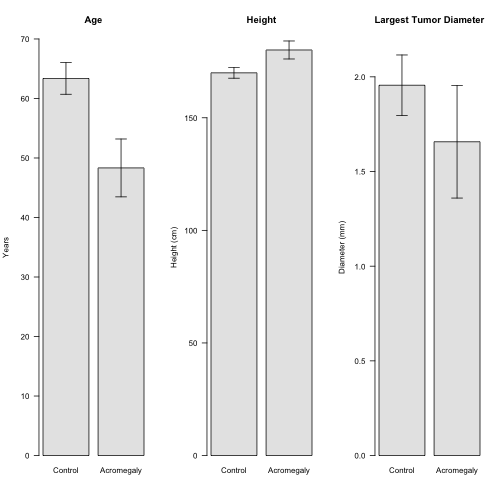 Age
Years
70
60
50
40
30
20
10
0
Control Acromegaly
Height
Height (cm)
150
100
50
0
Control Acromegaly
Largest Tumor Diameter
Diameter (mm)
2.0
1.5
1.0
0.5
0.0
Control Acromegaly